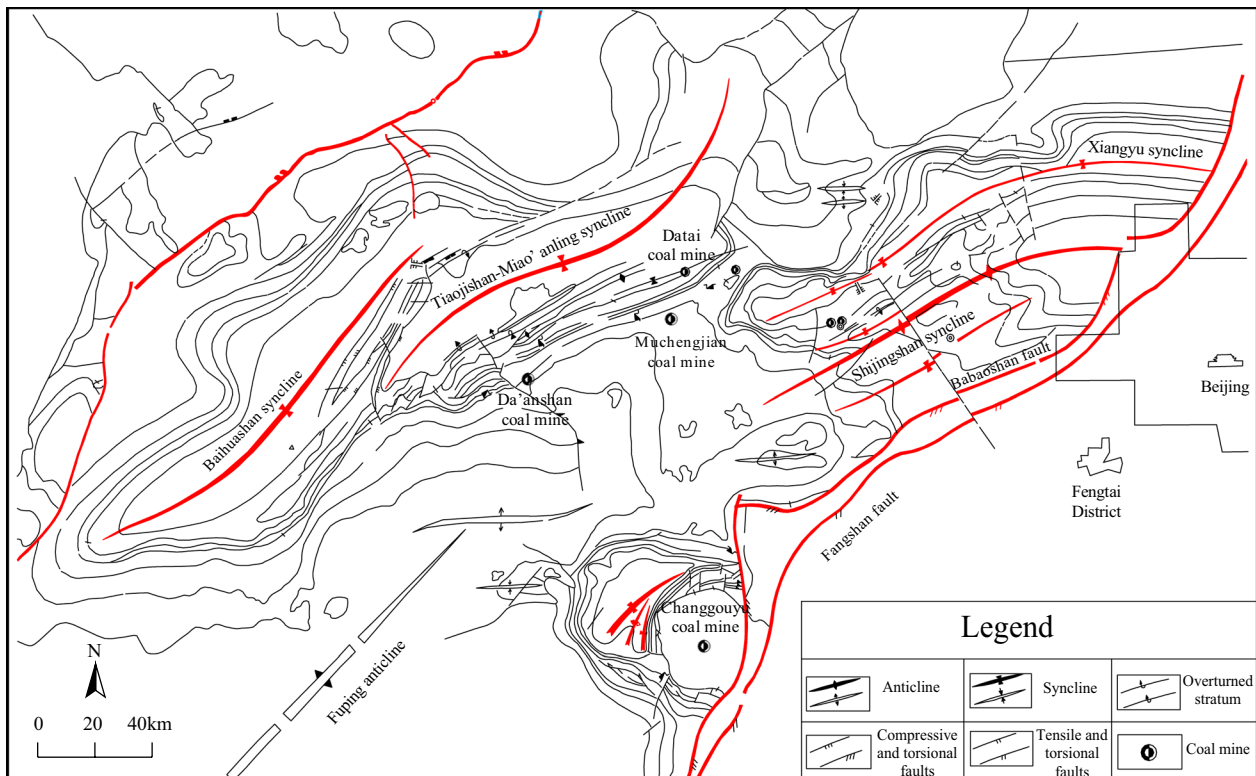 Xiangyu syncline
Tiaojishan-Miao’ anling syncline
Datai
coal mine
Muchengjian
coal mine
Shijingshan syncline
Babaoshan fault
Beijing
Da’anshan
coal mine
Baihuashan syncline
Fengtai
District
Fangshan fault
Changgouyu
coal mine
Fuping anticline
N
0 20 40km
Legend
Anticline
Syncline
Overturned
stratum
Compressive
and torsional
faults
Tensile and
torsional
faults
Coal mine